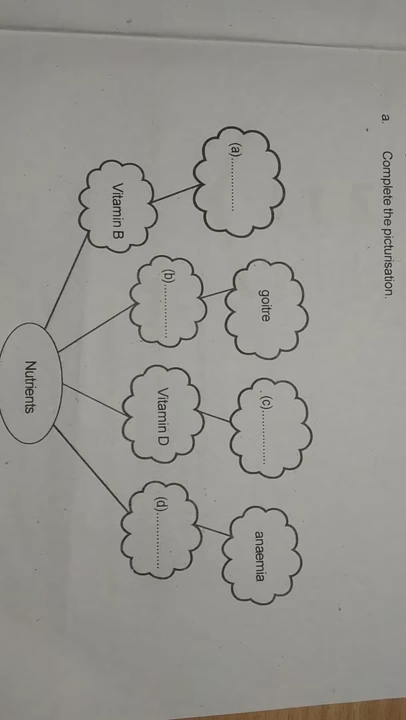 a. Complete the picturisation.
(a)..............
goitre
(c)..............
anaemia
Vitamin B
(b)..............
Vitamin D
(d)..............
Nutrients